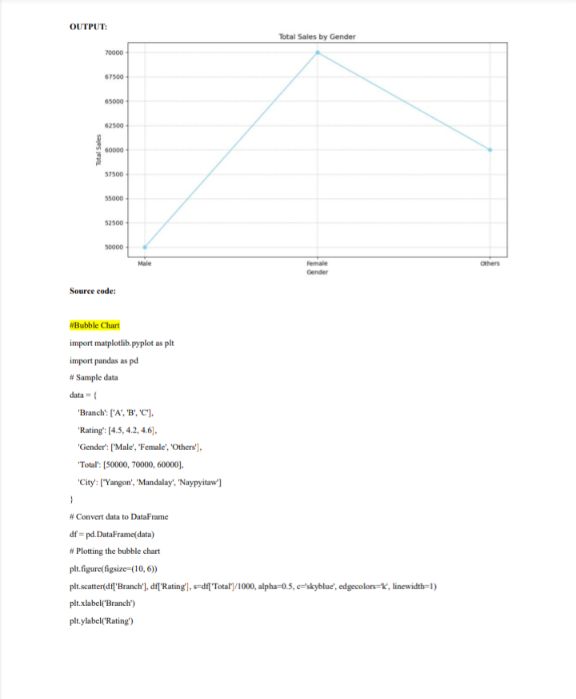 OUTPUT:
Total Sales by Gender
70000
67500
65000
62500
60000
57500
55000
52500
50000
Total Sales
Male
Female
Others
Gender
Source code:
#Bubble Chart
import matplotlib.pyplot as plt
import pandas as pd
# Sample data
data = {
'Branch': ['A', 'B', 'C'],
'Rating': [4.5, 4.2, 4.6],
'Gender': ['Male', 'Female', 'Others'],
'Total': [50000, 70000, 60000],
'City': ['Yangon', 'Mandalay', 'Naypyitaw']
}
# Convert data to DataFrame
df = pd.DataFrame(data)
# Plotting the bubble chart
plt.figure(figsize=(10, 6))
plt.scatter(df['Branch'], df['Rating'], s=df['Total']/1000, alpha=0.5, c='skyblue', edgecolors='k', linewidth=1)
plt.xlabel('Branch')
plt.ylabel('Rating')